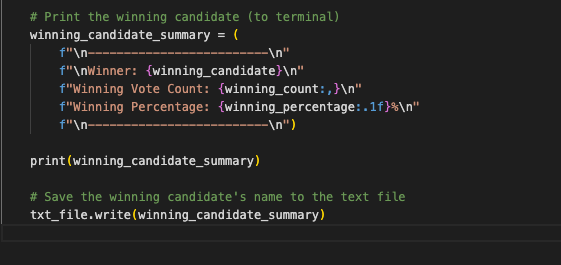 # Print the winning candidate (to terminal)
winning_candidate_summary = (
f"\n-------------------------\n"
f"\nWinner: {winning_candidate}\n"
f"Winning Vote Count: {winning_count:,}\n"
f"Winning Percentage: {winning_percentage:.1f}%\n"
f"\n-------------------------\n")
print(winning_candidate_summary)
# Save the winning candidate's name to the text file
txt_file.write(winning_candidate_summary)